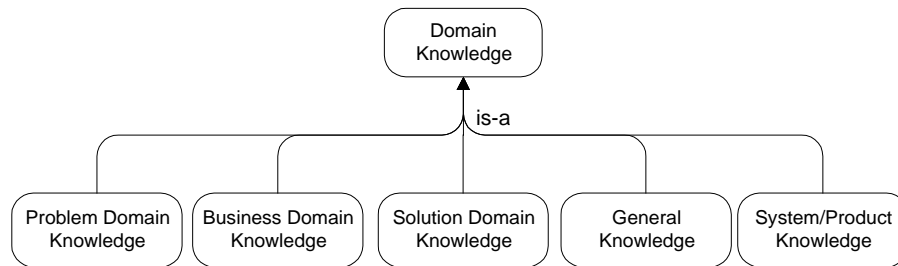 Domain
Knowledge
is-a
Problem Domain
Knowledge
Business Domain
Knowledge
Solution Domain
Knowledge
General
Knowledge
System/Product
Knowledge